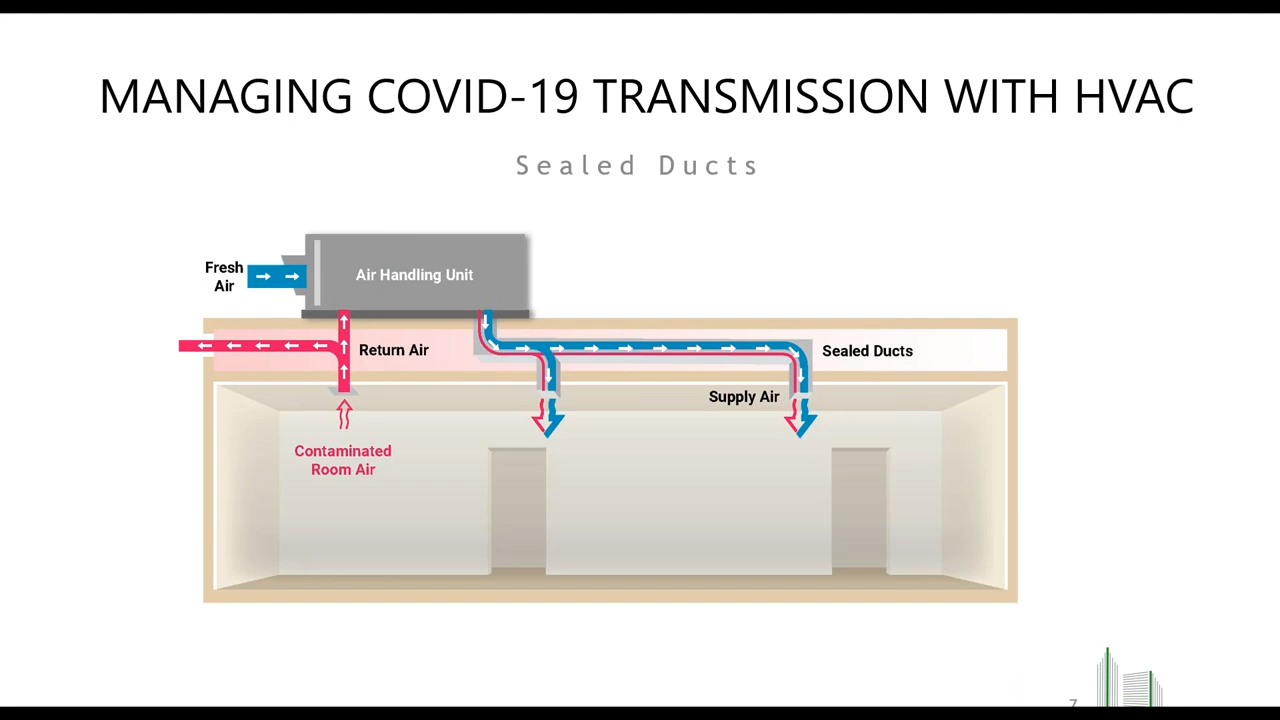 MANAGING COVID-19 TRANSMISSION WITH HVAC
Sealed Ducts
Fresh
Air
Air Handling Unit
Return Air
Sealed Ducts
Supply Air
Contaminated
Room Air
7